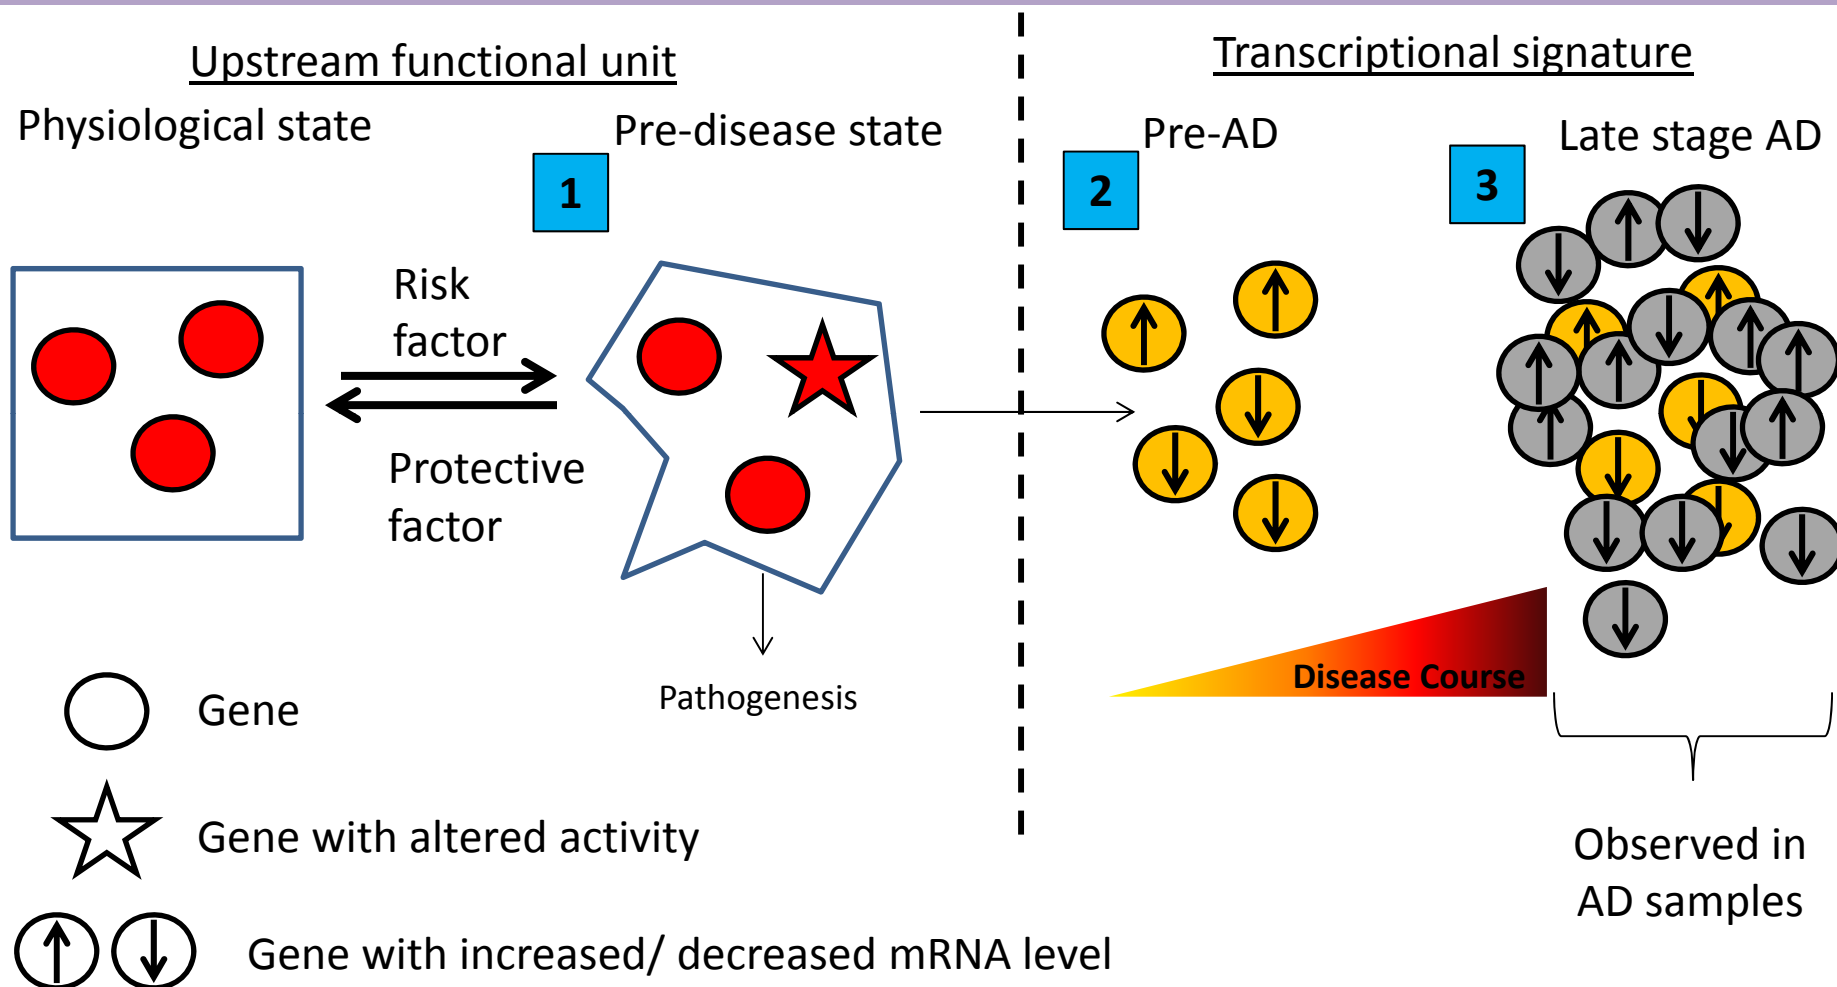 Upstream functional unit
Transcriptional signature
Physiological state
Pre-disease state
Pre-AD
Late stage AD
1
2
3
Risk
factor
Protective
factor
Pathogenesis
Disease Course
Gene
Gene with altered activity
Gene with increased/ decreased mRNA level
Observed in
AD samples